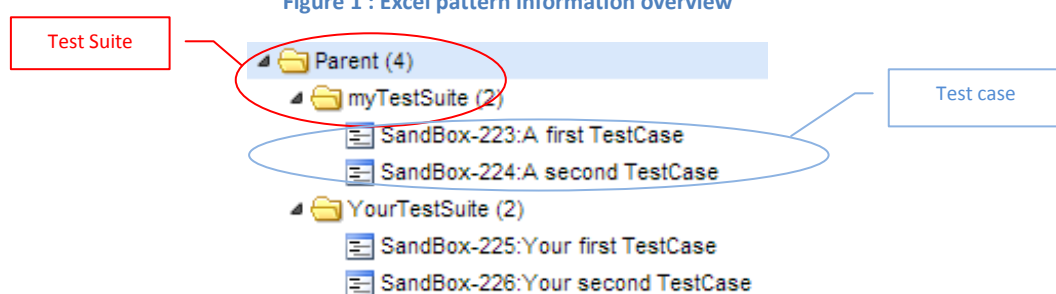 Figure 1 : Excel pattern information overview
Test Suite
Parent (4)
myTestSuite (2)
Test case
SandBox-223:A first TestCase
SandBox-224:A second TestCase
YourTestSuite (2)
SandBox-225:Your first TestCase
SandBox-226:Your second TestCase